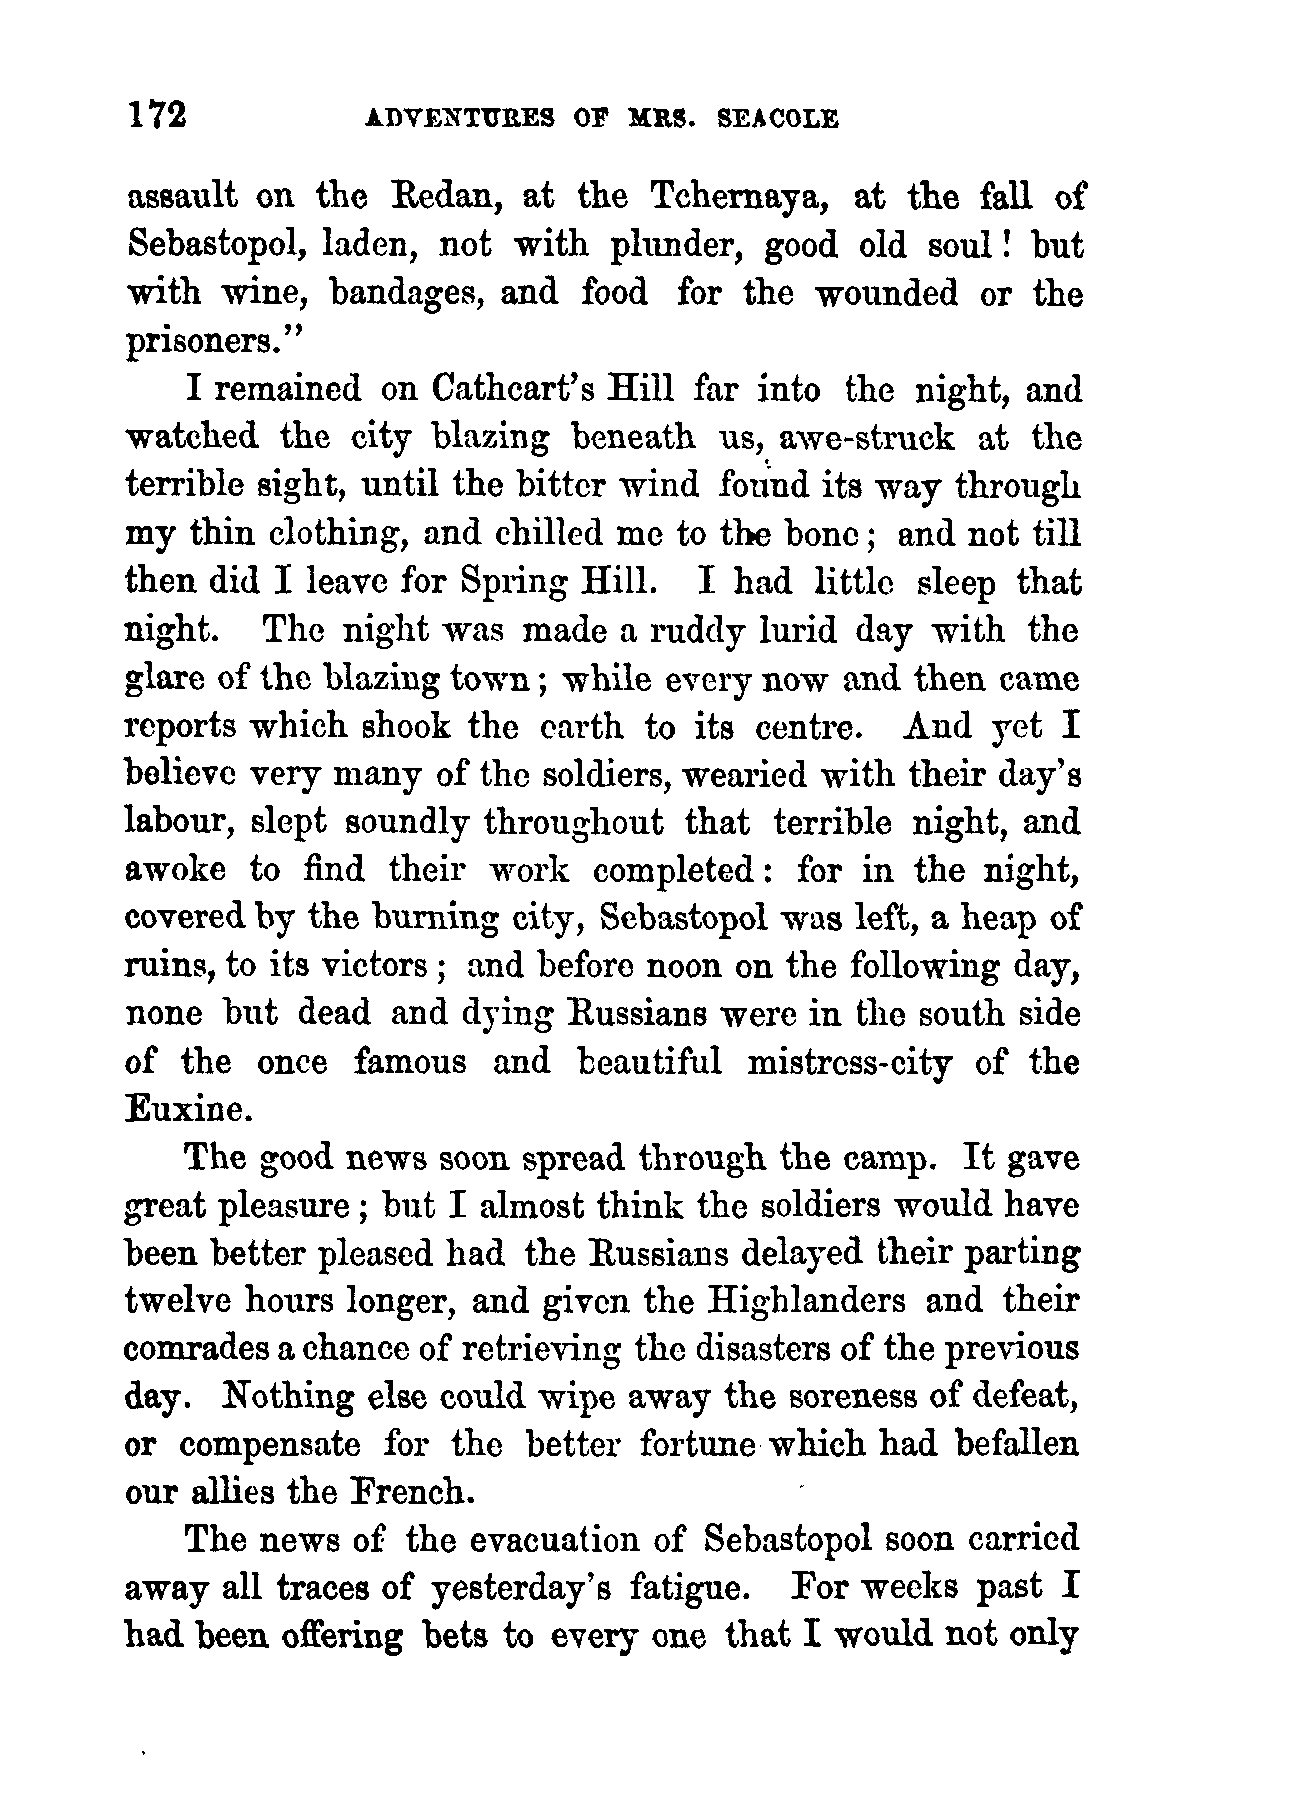 172 ADVENTURES OF MRS. SEACOLE
assault on the Redan, at the Tchernaya, at the fall of
Sebastopol, laden, not with plunder, good old soul! but
with wine, bandages, and food for the wounded or the
prisoners.”
I remained on Cathcart’s Hill far into the night, and
watched the city blazing beneath us, awe-struck at the
terrible sight, until the bitter wind found its way through
my thin clothing, and chilled me to the bone; and not till
then did I leave for Spring Hill. I had little sleep that
night. The night was made a ruddy lurid day with the
glare of the blazing town; while every now and then came
reports which shook the earth to its centre. And yet I
believe very many of the soldiers, wearied with their day’s
labour, slept soundly throughout that terrible night, and
awoke to find their work completed: for in the night,
covered by the burning city, Sebastopol was left, a heap of
ruins, to its victors; and before noon on the following day,
none but dead and dying Russians were in the south side
of the once famous and beautiful mistress-city of the
Euxine.
The good news soon spread through the camp. It gave
great pleasure; but I almost think the soldiers would have
been better pleased had the Russians delayed their parting
twelve hours longer, and given the Highlanders and their
comrades a chance of retrieving the disasters of the previous
day. Nothing else could wipe away the soreness of defeat,
or compensate for the better fortune which had befallen
our allies the French.
The news of the evacuation of Sebastopol soon carried
away all traces of yesterday’s fatigue. For weeks past I
had been offering bets to every one that I would not only